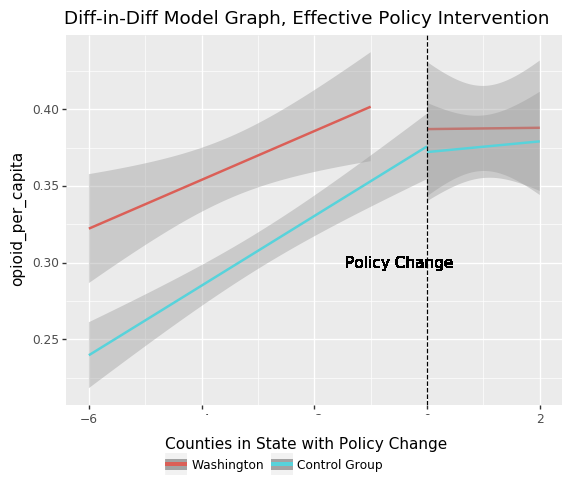 Diff-in-Diff Model Graph, Effective Policy Intervention
opioid_per_capita
0.40
0.35
0.30
0.25
Policy Change
−6
2
Counties in State with Policy Change
Washington
Control Group